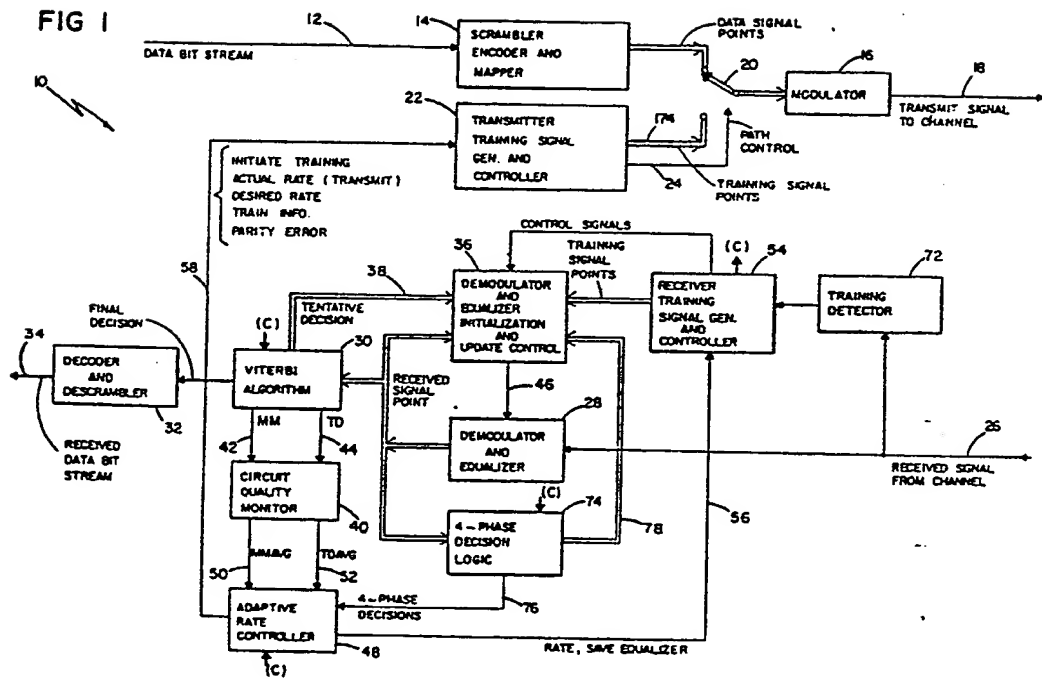 FIG 1
12
14
DATA BIT STREAM
SCRAMBLER
ENCODER AND
MAPPER
DATA SIGNAL
POINTS
20
16
18
MODULATOR
TRANSMIT SIGNAL
TO CHANNEL
10
22
TRANSMITTER
TRAINING SIGNAL
GEN. AND
CONTROLLER
174
24
PATH
CONTROL
TRAINING SIGNAL
POINTS
INITIATE TRAINING
ACTUAL RATE (TRANSMIT)
DESIRED RATE
TRAIN INFO.
PARITY ERROR
58
CONTROL SIGNALS
36
TRAINING
SIGNAL
POINTS
(C)
54
72
38
DEMODULATOR AND
EQUALIZER
INITIALIZATION
AND
UPDATE CONTROL
RECEIVER
TRAINING
SIGNAL GEN.
AND
CONTROLLER
TRAINING
DETECTOR
TENTATIVE
DECISION
FINAL
DECISION
34
(C)
30
DECODER
AND
DESCRAMBLER
32
VITERBI
ALGORITHM
RECEIVED
SIGNAL
POINT
46
28
MM
TD
42
44
DEMODULATOR
AND
EQUALIZER
26
RECEIVED SIGNAL
FROM CHANNEL
RECEIVED
DATA BIT
STREAM
CIRCUIT
QUALITY
MONITOR
40
(C)
74
4-PHASE
DECISION
LOGIC
78
56
MMAVG
TDAVG
50
52
76
4-PHASE
DECISIONS
ADAPTIVE
RATE
CONTROLLER
48
RATE, SAVE EQUALIZER
(C)